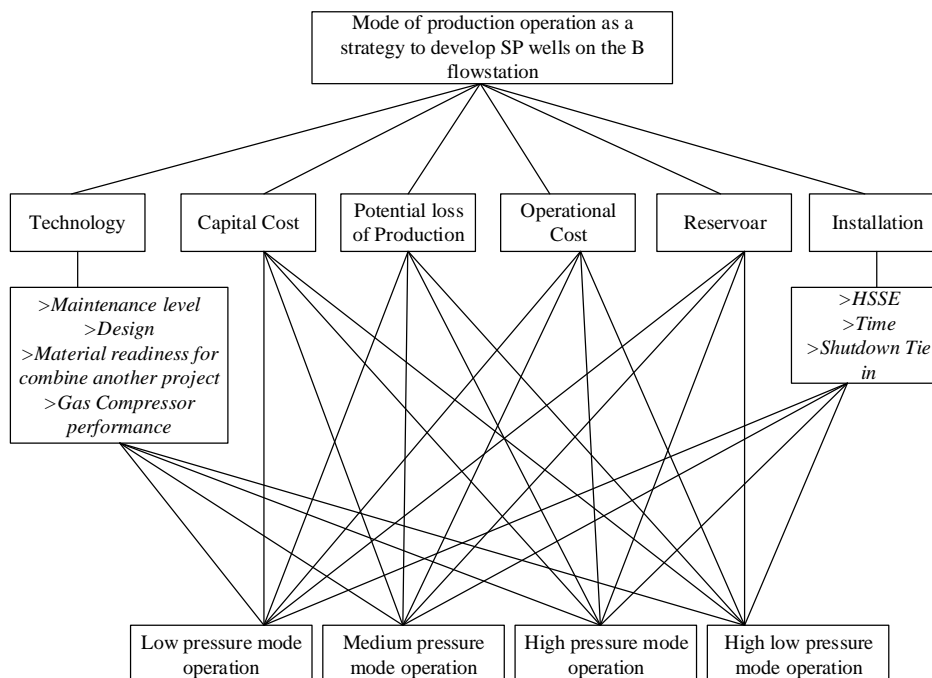 Mode of production operation as a
strategy to develop SP wells on the B
flowstation
Technology
Capital Cost
Potential loss
of Production
Operational
Cost
Reservoar
Installation
>Maintenance level
>Design
>Material readiness for
combine another project
>Gas Compressor
performance
>HSSE
>Time
>Shutdown Tie
in
Low pressure mode
operation
Medium pressure
mode operation
High pressure mode
operation
High low pressure
mode operation